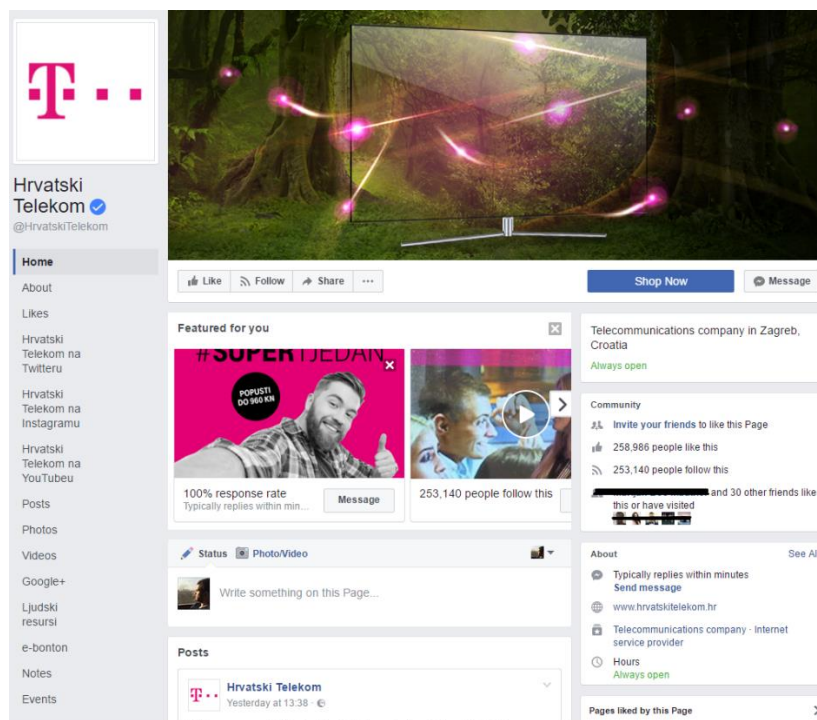 T
Hrvatski
Telekom
@HrvatskiTelekom
Home
About
Likes
Hrvatski
Telekom na
Twitteru
Hrvatski
Telekom na
Instagramu
Hrvatski
Telekom na
YouTubeu
Posts
Photos
Videos
Google+
Ljudski
resursi
e-bonton
Notes
Events
Like Follow Share ...
Shop Now
Message
Featured for you
#SUPERTJEDAN
POPUSTI
DO 960 KN
100% response rate
Typically replies within min...
Message
253,140 people follow this
Status Photo/Video
Write something on this Page...
Posts
T
Hrvatski Telekom
Yesterday at 13:38 ·
Telecommunications company in Zagreb,
Croatia
Always open
Community
Invite your friends to like this Page
258,986 people like this
253,140 people follow this
and 30 other friends like
this or have visited
About See Al
Typically replies within minutes
Send message
www.hrvatskitelekom.hr
Telecommunications company · Internet
service provider
Hours
Always open
Pages liked by this Page